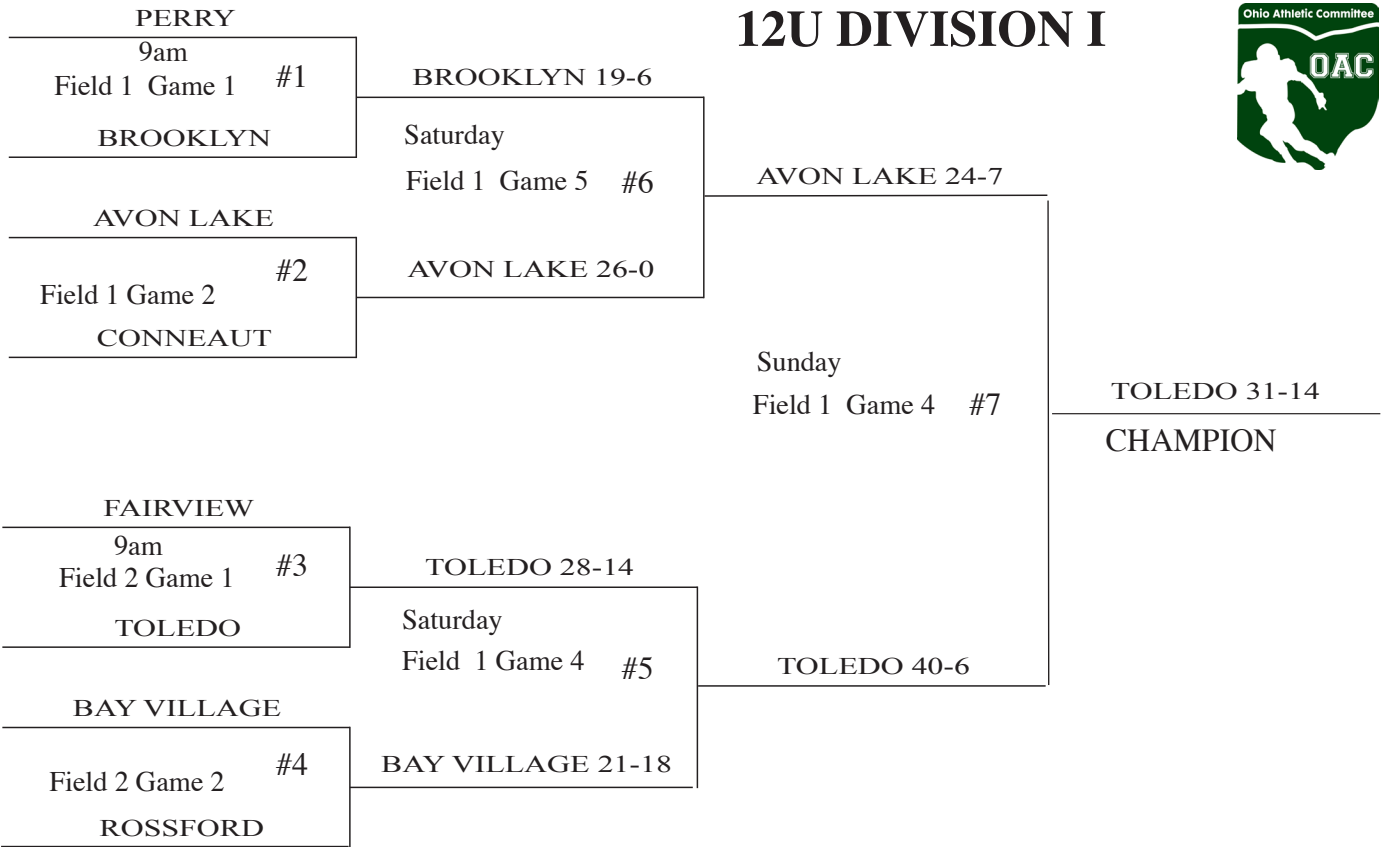 12U DIVISION I
Ohio Athletic Committee
OAC
PERRY
9am
Field 1 Game 1 #1
BROOKLYN
AVON LAKE
#2
Field 1 Game 2
CONNEAUT
BROOKLYN 19-6
Saturday
Field 1 Game 5 #6
AVON LAKE 26-0
AVON LAKE 24-7
Sunday
Field 1 Game 4 #7
TOLEDO 31-14
CHAMPION
FAIRVIEW
9am
Field 2 Game 1 #3
TOLEDO
BAY VILLAGE
#4
Field 2 Game 2
ROSSFORD
TOLEDO 28-14
Saturday
Field 1 Game 4 #5
BAY VILLAGE 21-18
TOLEDO 40-6